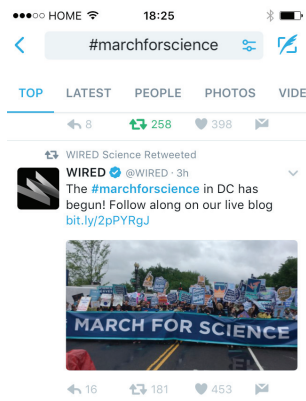 HOME 18:25
#marchforscience
TOP LATEST PEOPLE PHOTOS VIDE
8 258 398
WIRED Science Retweeted
WIRED @WIRED · 3h
The #marchforscience in DC has
begun! Follow along on our live blog
bit.ly/2pPYRgJ
MARCH FOR SCIENCE
16 181 453